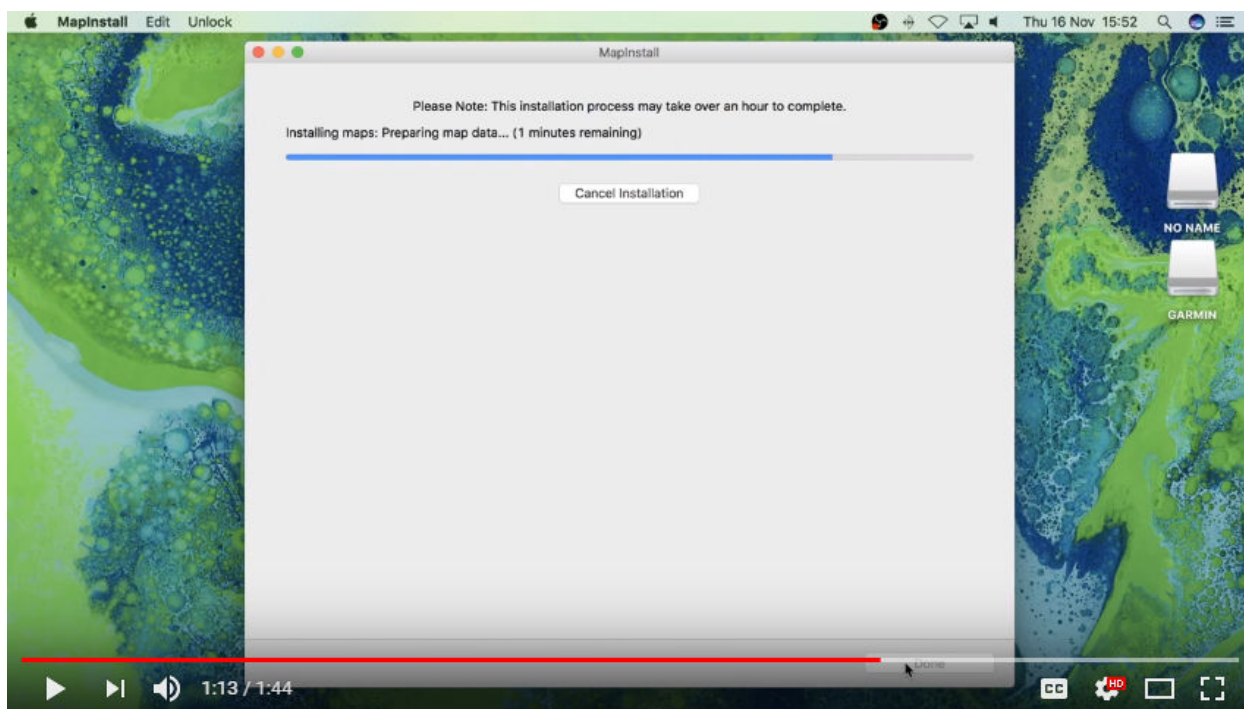 MapInstall Edit Unlock Thu 16 Nov 15:52
MapInstall
Please Note: This installation process may take over an hour to complete.
Installing maps: Preparing map data... (1 minutes remaining)
Cancel Installation
NO NAME
GARMIN
Done
1:13 / 1:44 CC HD